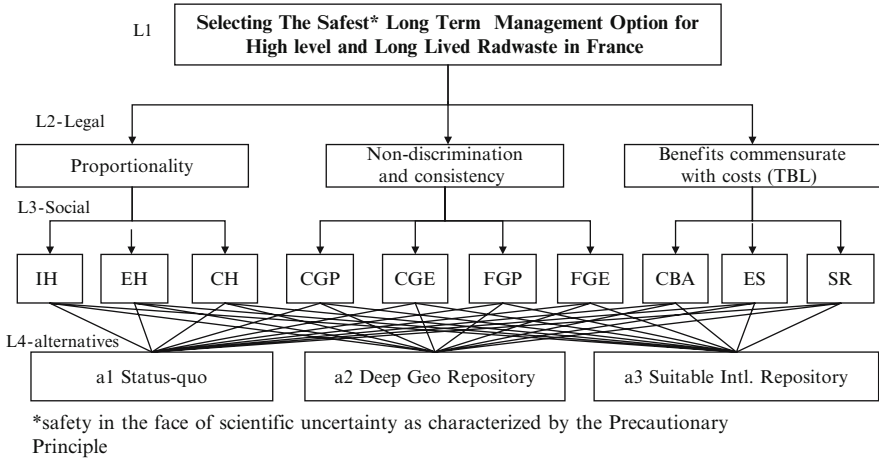 L1
Selecting The Safest* Long Term Management Option for
High level and Long Lived Radwaste in France
L2-Legal
Proportionality
Non-discrimination
and consistency
Benefits commensurate
with costs (TBL)
L3-Social
IH EH CH CGP CGE FGP FGE CBA ES SR
L4-alternatives
a1 Status-quo a2 Deep Geo Repository a3 Suitable Intl. Repository
*safety in the face of scientific uncertainty as characterized by the Precautionary
Principle